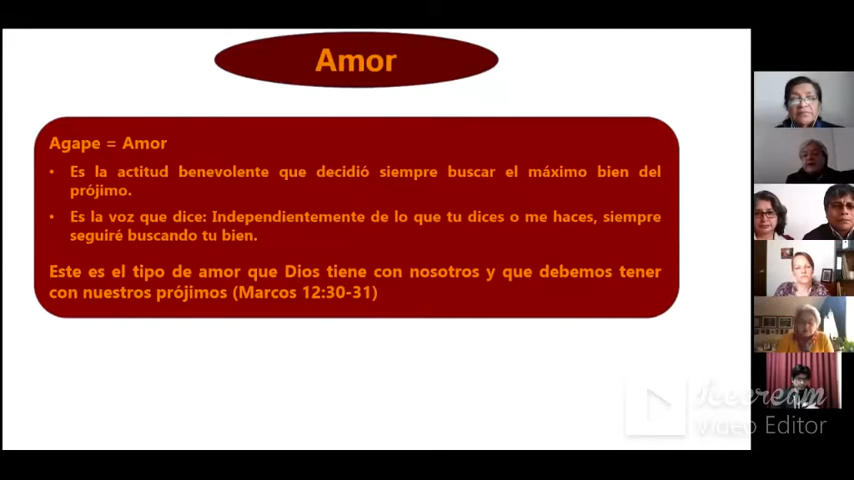 Amor
Agape = Amor
• Es la actitud benevolente que decidió siempre buscar el máximo bien del
prójimo.
• Es la voz que dice: Independientemente de lo que tu dices o me haces, siempre
seguiré buscando tu bien.
Este es el tipo de amor que Dios tiene con nosotros y que debemos tener
con nuestros prójimos (Marcos 12:30-31)
Icecream
Video Editor